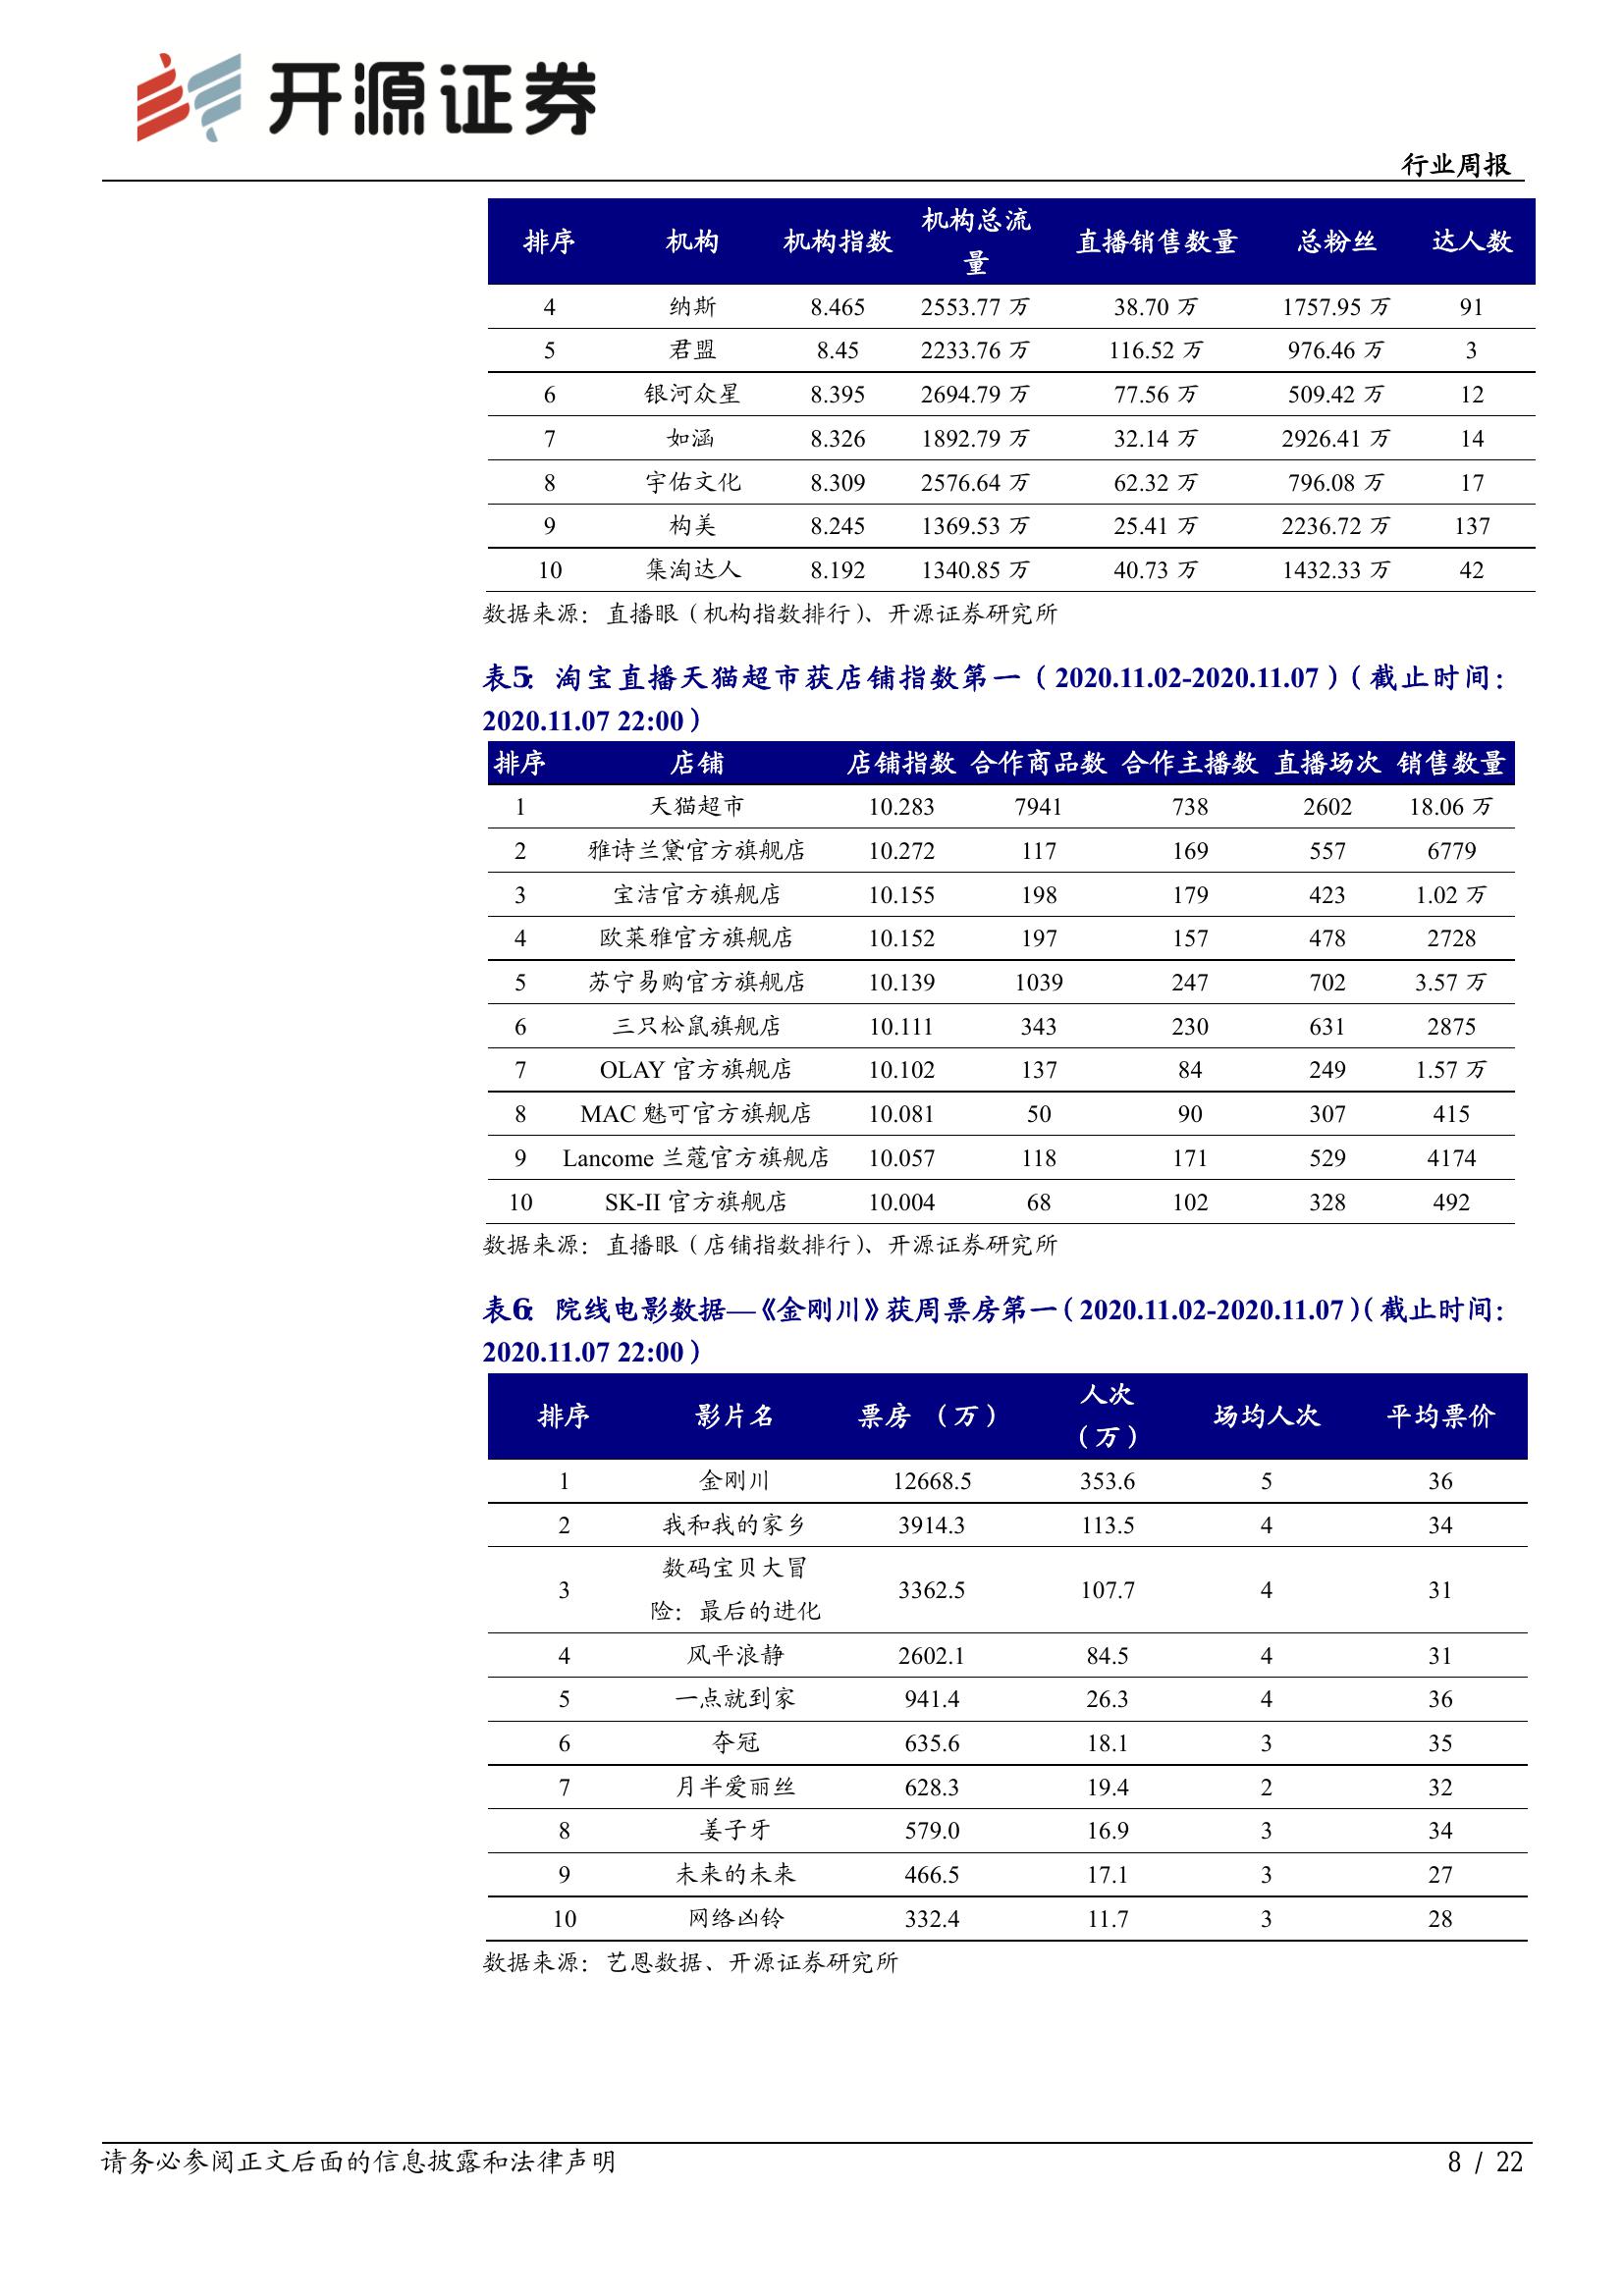 开源证券
行业周报
排序 机构 机构指数 机构总流量 直播销售数量 总粉丝 达人数
4 纳斯 8.465 2553.77 万 38.70 万 1757.95 万 91
5 君盟 8.45 2233.76 万 116.52 万 976.46 万 3
6 银河众星 8.395 2694.79 万 77.56 万 509.42 万 12
7 如涵 8.326 1892.79 万 32.14 万 2926.41 万 14
8 宇佑文化 8.309 2576.64 万 62.32 万 796.08 万 17
9 构美 8.245 1369.53 万 25.41 万 2236.72 万 137
10 集淘达人 8.192 1340.85 万 40.73 万 1432.33 万 42
数据来源：直播眼（机构指数排行）、开源证券研究所
表5：淘宝直播天猫超市获店铺指数第一（2020.11.02-2020.11.07）（截止时间：
2020.11.07 22:00）
排序 店铺 店铺指数 合作商品数 合作主播数 直播场次 销售数量
1 天猫超市 10.283 7941 738 2602 18.06 万
2 雅诗兰黛官方旗舰店 10.272 117 169 557 6779
3 宝洁官方旗舰店 10.155 198 179 423 1.02 万
4 欧莱雅官方旗舰店 10.152 197 157 478 2728
5 苏宁易购官方旗舰店 10.139 1039 247 702 3.57 万
6 三只松鼠旗舰店 10.111 343 230 631 2875
7 OLAY 官方旗舰店 10.102 137 84 249 1.57 万
8 MAC 魅可官方旗舰店 10.081 50 90 307 415
9 Lancome 兰蔻官方旗舰店 10.057 118 171 529 4174
10 SK-II 官方旗舰店 10.004 68 102 328 492
数据来源：直播眼（店铺指数排行）、开源证券研究所
表6：院线电影数据—《金刚川》获周票房第一（2020.11.02-2020.11.07）（截止时间：
2020.11.07 22:00）
排序 影片名 票房 （万） 人次（万） 场均人次 平均票价
1 金刚川 12668.5 353.6 5 36
2 我和我的家乡 3914.3 113.5 4 34
3 数码宝贝大冒险：最后的进化 3362.5 107.7 4 31
4 风平浪静 2602.1 84.5 4 31
5 一点就到家 941.4 26.3 4 36
6 夺冠 635.6 18.1 3 35
7 月半爱丽丝 628.3 19.4 2 32
8 姜子牙 579.0 16.9 3 34
9 未来的未来 466.5 17.1 3 27
10 网络凶铃 332.4 11.7 3 28
数据来源：艺恩数据、开源证券研究所
请务必参阅正文后面的信息披露和法律声明 8 / 22